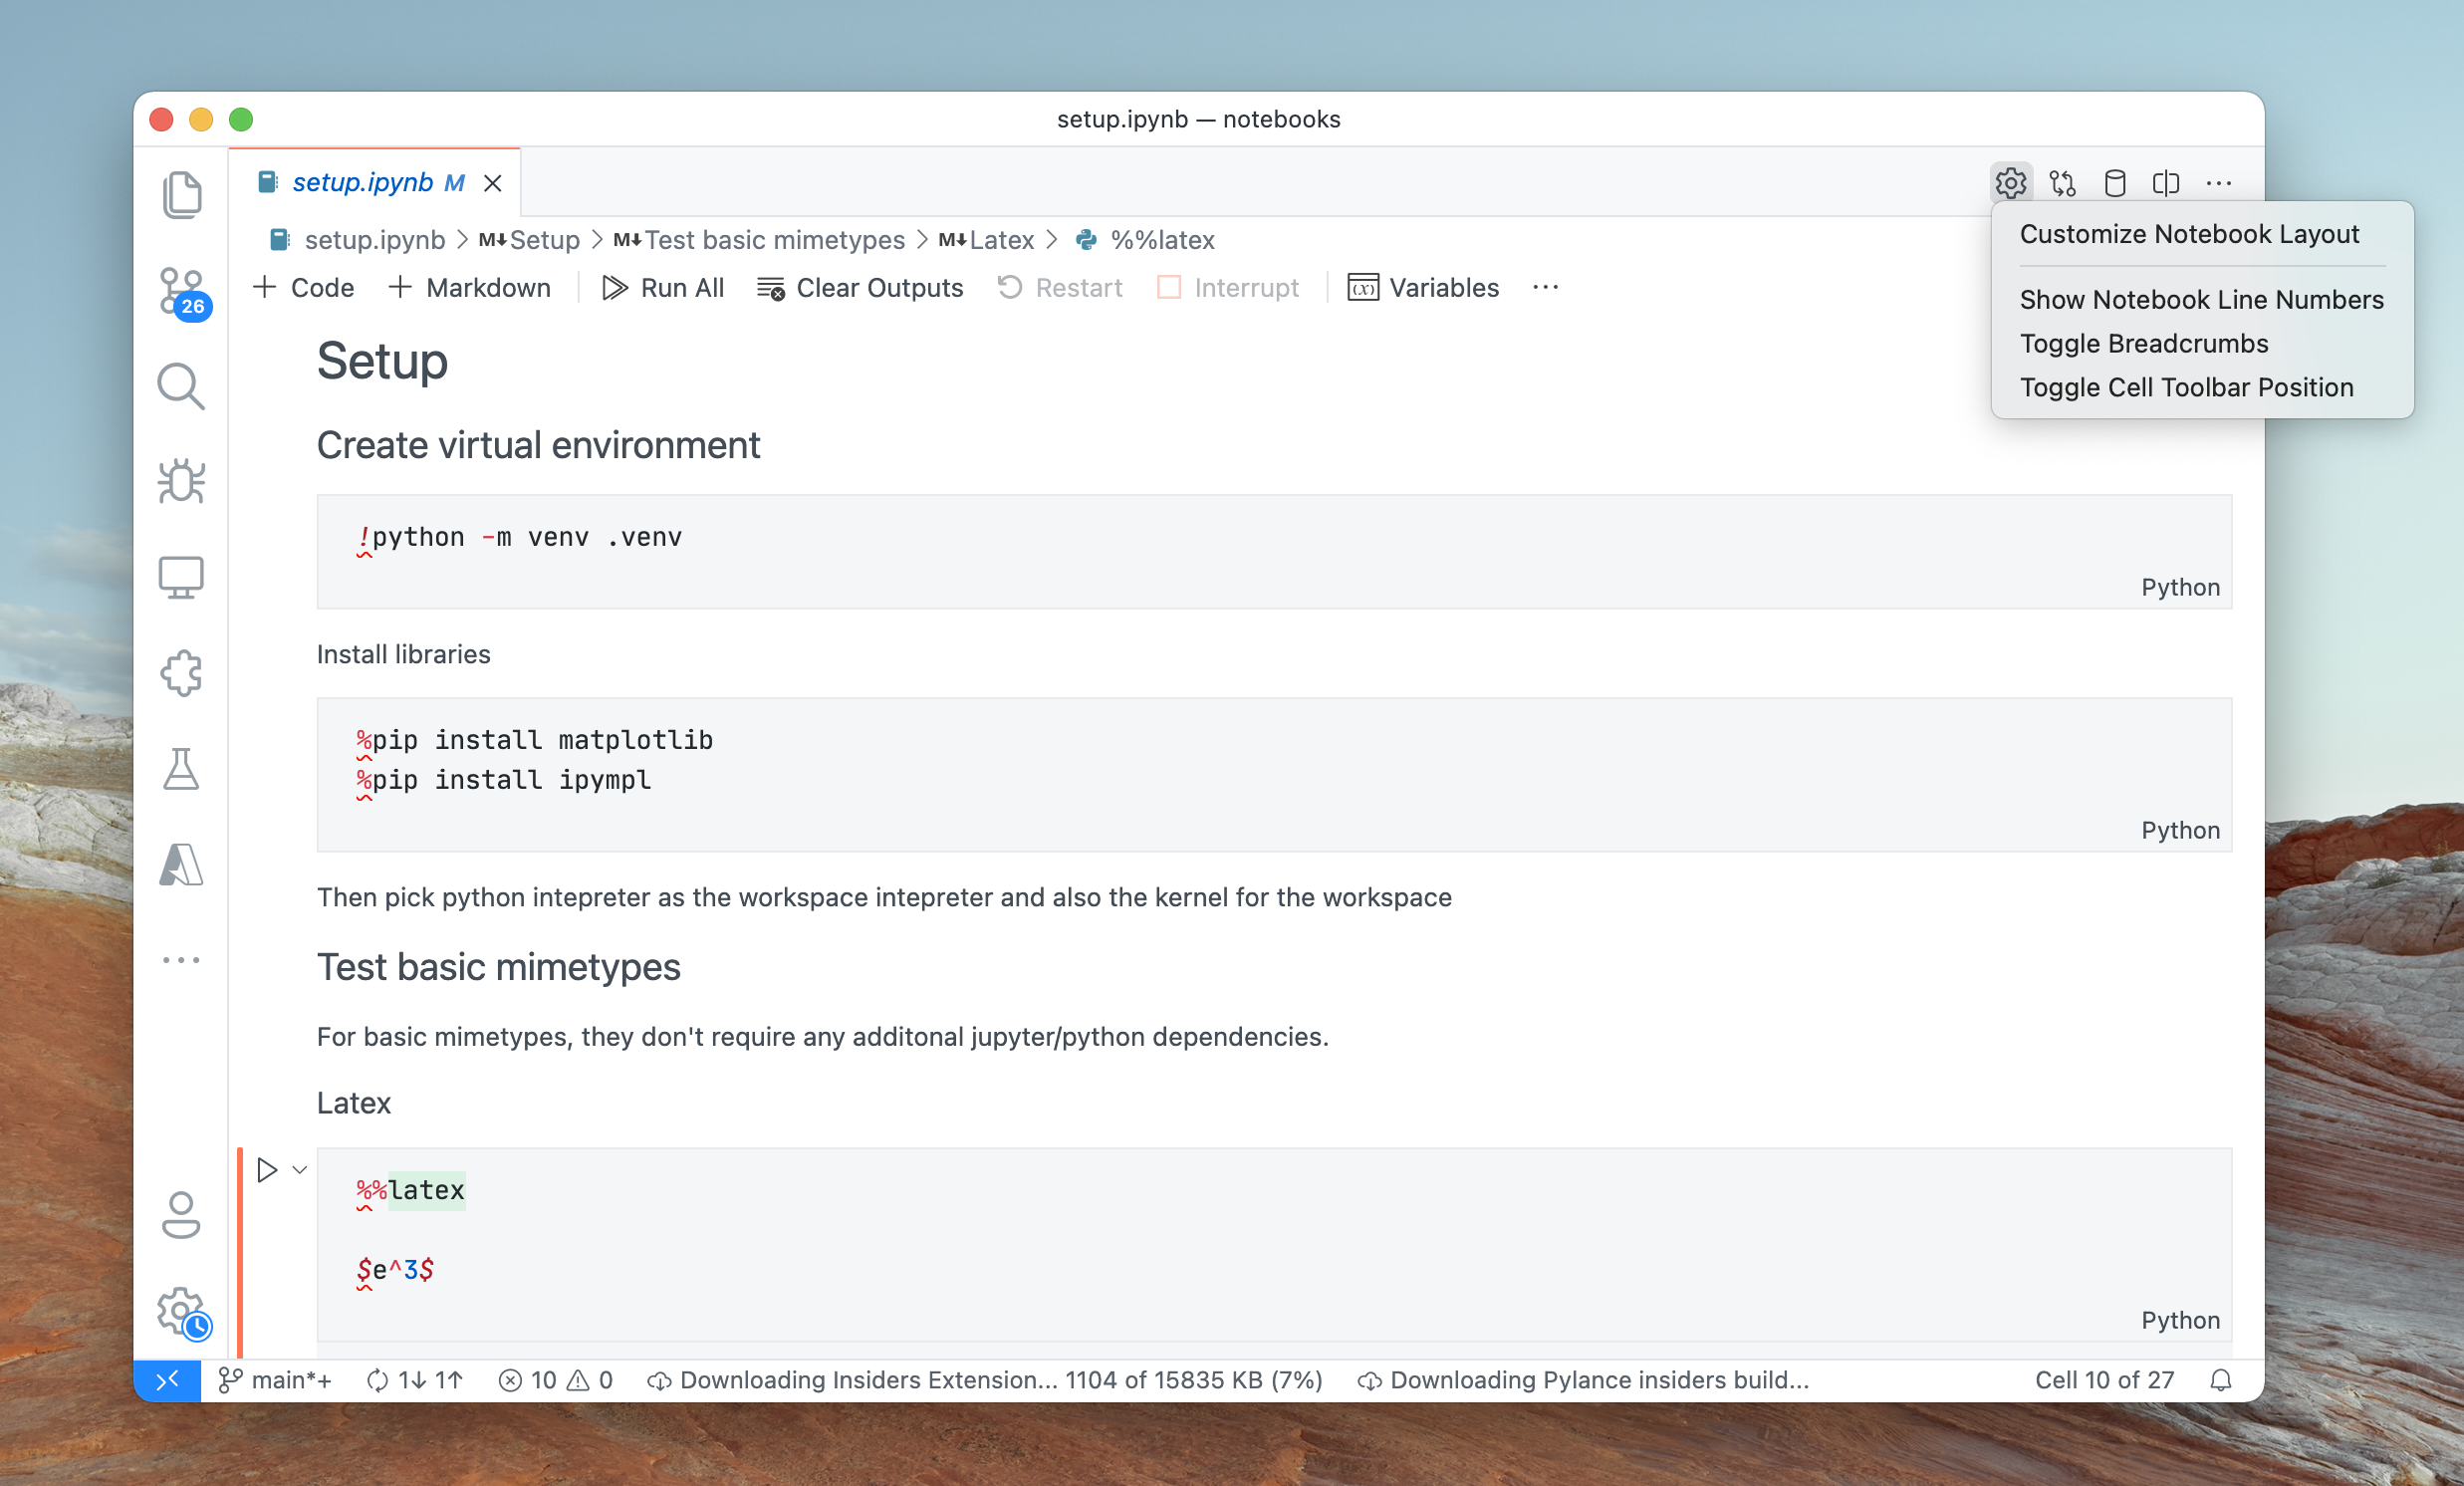 setup.ipynb — notebooks
setup.ipynb M
setup.ipynb > M↓Setup > M↓Test basic mimetypes > M↓Latex > %%latex
+ Code + Markdown Run All Clear Outputs Restart Interrupt Variables ···
Customize Notebook Layout
Show Notebook Line Numbers
Toggle Breadcrumbs
Toggle Cell Toolbar Position
26
Setup
Create virtual environment
!python -m venv .venv
Python
Install libraries
%pip install matplotlib
%pip install ipympl
Python
Then pick python intepreter as the workspace intepreter and also the kernel for the workspace
Test basic mimetypes
For basic mimetypes, they don't require any additonal jupyter/python dependencies.
Latex
%%latex
$e^3$
Python
main*+ 1↓ 1↑ 10 0 Downloading Insiders Extension... 1104 of 15835 KB (7%) Downloading Pylance insiders build... Cell 10 of 27